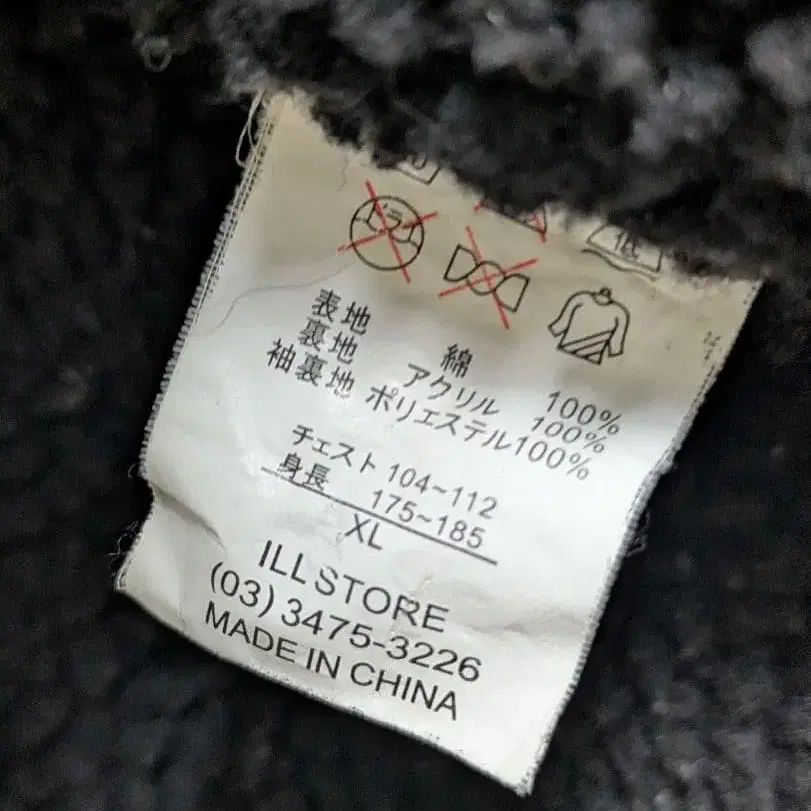 ドライ
低
表地 綿 100%
裏地 アクリル 100%
袖裏地 ポリエステル100%
チェスト 104~112
身長 175~185
XL
ILLSTORE
(03) 3475-3226
MADE IN CHINA